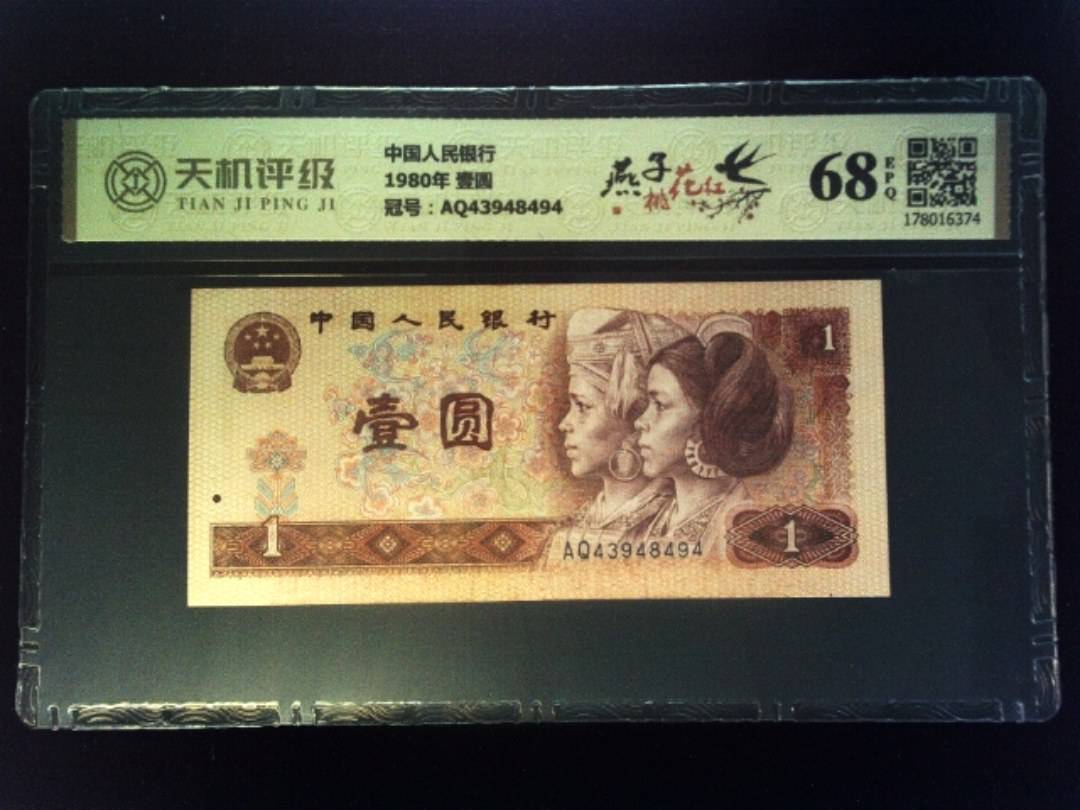 天机评级
TIAN JI PING JI
中国人民银行
1980年 壹圆
冠号：AQ43948494
燕子
桃花红
68
EPQ
178016374
中国人民银行
1
壹圆
1
AQ43948494
1